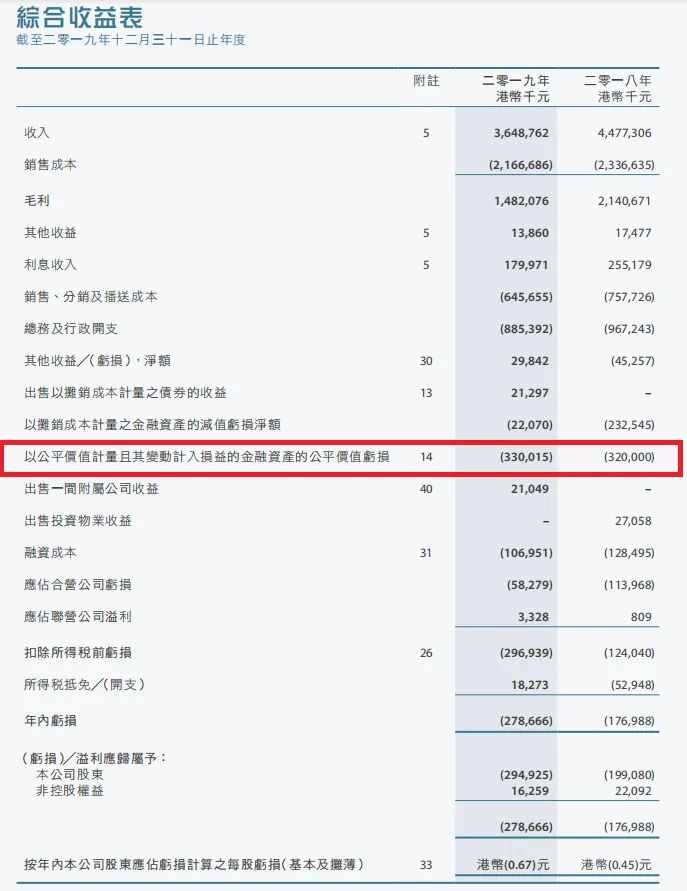 綜合收益表
截至二零一九年十二月三十一日止年度
附註 二零一九年 二零一八年
港幣千元 港幣千元
收入 5 3,648,762 4,477,306
銷售成本 (2,166,686) (2,336,635)
毛利 1,482,076 2,140,671
其他收益 5 13,860 17,477
利息收入 5 179,971 255,179
銷售、分銷及播送成本 (645,655) (757,726)
總務及行政開支 (885,392) (967,243)
其他收益╱(虧損),淨額 30 29,842 (45,257)
出售以攤銷成本計量之債券的收益 13 21,297 –
以攤銷成本計量之金融資產的減值虧損淨額 (22,070) (232,545)
以公平價值計量且其變動計入損益的金融資產的公平價值虧損 14 (330,015) (320,000)
出售一間附屬公司收益 40 21,049 –
出售投資物業收益 – 27,058
融資成本 31 (106,951) (128,495)
應佔合營公司虧損 (58,279) (113,968)
應佔聯營公司溢利 3,328 809
扣除所得稅前虧損 26 (296,939) (124,040)
所得稅抵免╱(開支) 18,273 (52,948)
年內虧損 (278,666) (176,988)
(虧損)╱溢利應歸屬予:
本公司股東 (294,925) (199,080)
非控股權益 16,259 22,092
(278,666) (176,988)
按年內本公司股東應佔虧損計算之每股虧損(基本及攤薄) 33 港幣(0.67)元 港幣(0.45)元